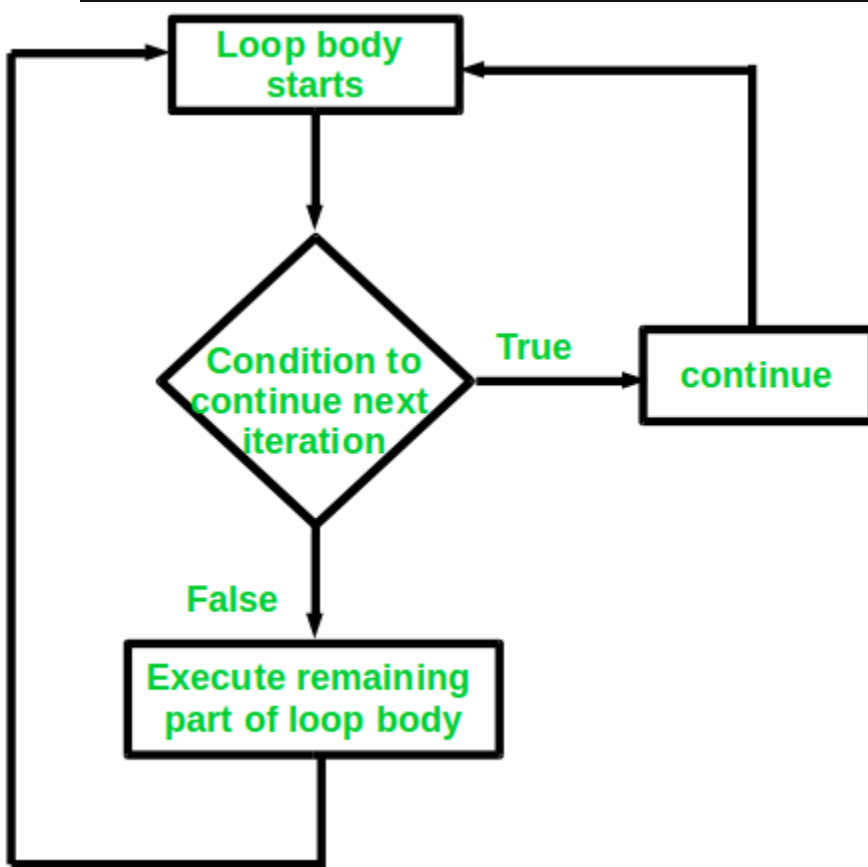 Loop body
starts
Condition to
continue next
iteration
True
continue
False
Execute remaining
part of loop body